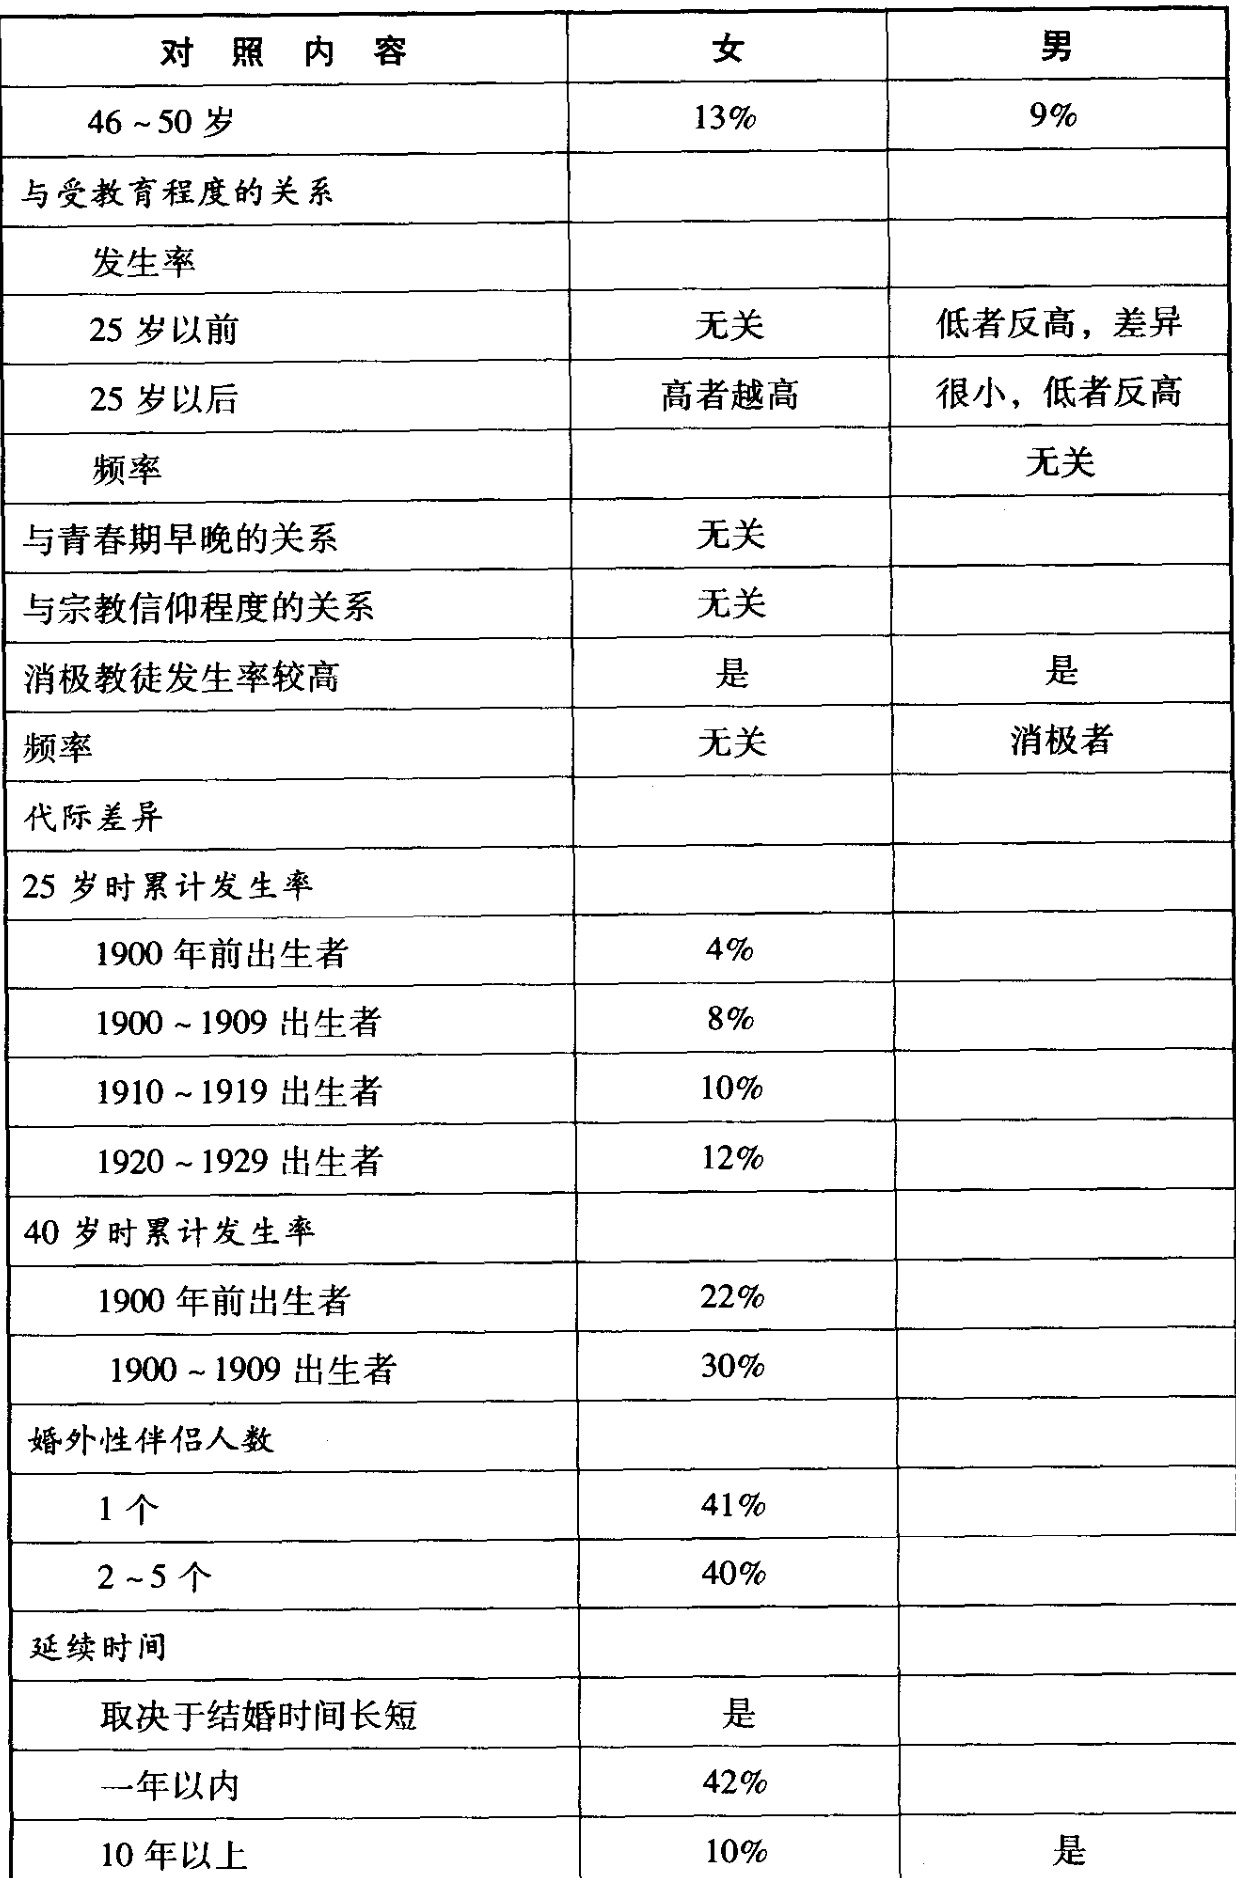 对 照 内 容 女 男
46～50 岁 13% 9%
与受教育程度的关系
发生率
25 岁以前 无关 低者反高，差异
25 岁以后 高者越高 很小，低者反高
频率 无关
与青春期早晚的关系 无关
与宗教信仰程度的关系 无关
消极教徒发生率较高 是 是
频率 无关 消极者
代际差异
25 岁时累计发生率
1900 年前出生者 4%
1900～1909 出生者 8%
1910～1919 出生者 10%
1920～1929 出生者 12%
40 岁时累计发生率
1900 年前出生者 22%
1900～1909 出生者 30%
婚外性伴侣人数
1 个 41%
2～5 个 40%
延续时间
取决于结婚时间长短 是
一年以内 42%
10 年以上 10% 是